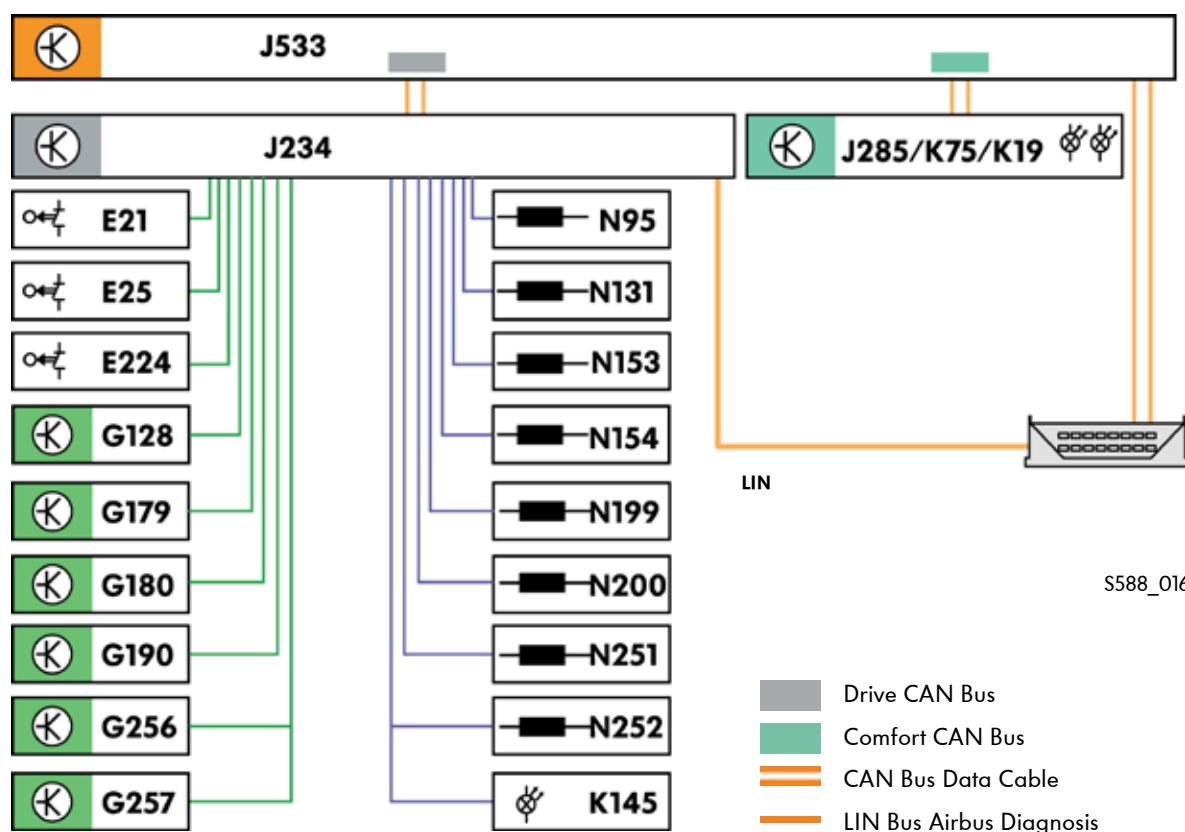 J533
J234
J285/K75/K19
E21
N95
E25
N131
E224
N153
G128
N154
LIN
G179
N199
G180
N200
S588_016
G190
N251
Drive CAN Bus
G256
N252
Comfort CAN Bus
CAN Bus Data Cable
G257
K145
LIN Bus Airbus Diagnosis